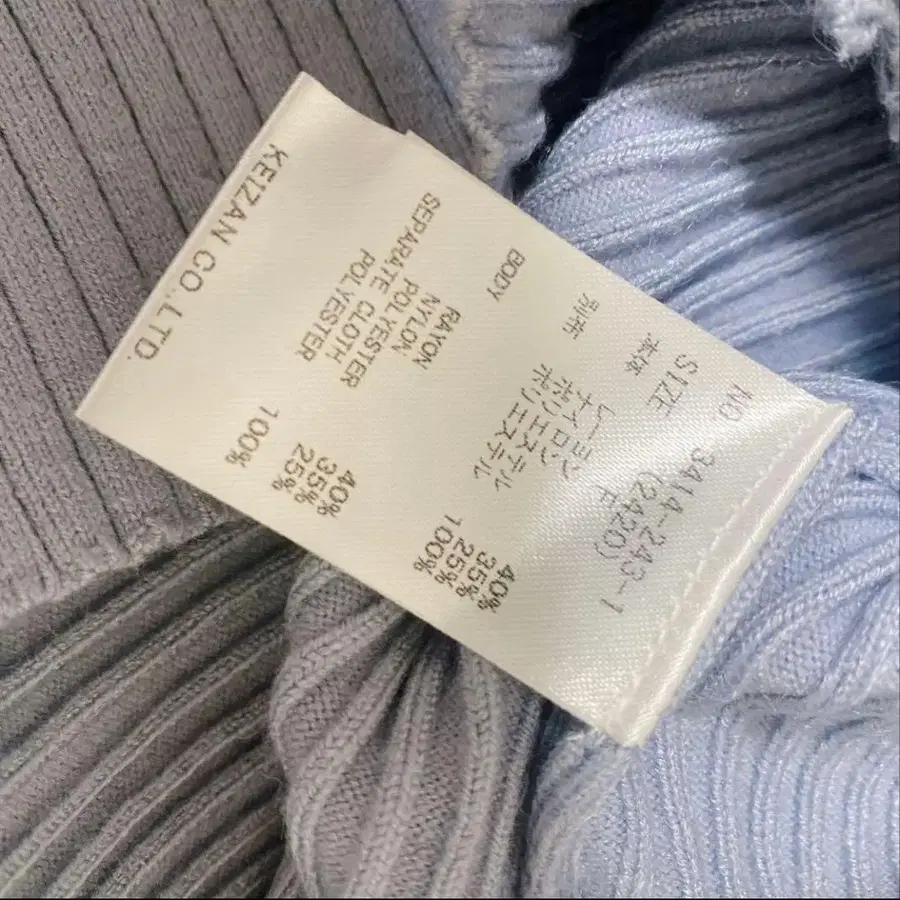 NO 3414-243-1
(2420)
SIZE F
本体 レーヨン 40%
ナイロン 35%
ポリエステル 25%
別布 ポリエステル 100%
BODY
RAYON 40%
NYLON 35%
POLYESTER 25%
SEPARATE CLOTH
POLYESTER 100%
KEIZAN CO.,LTD.